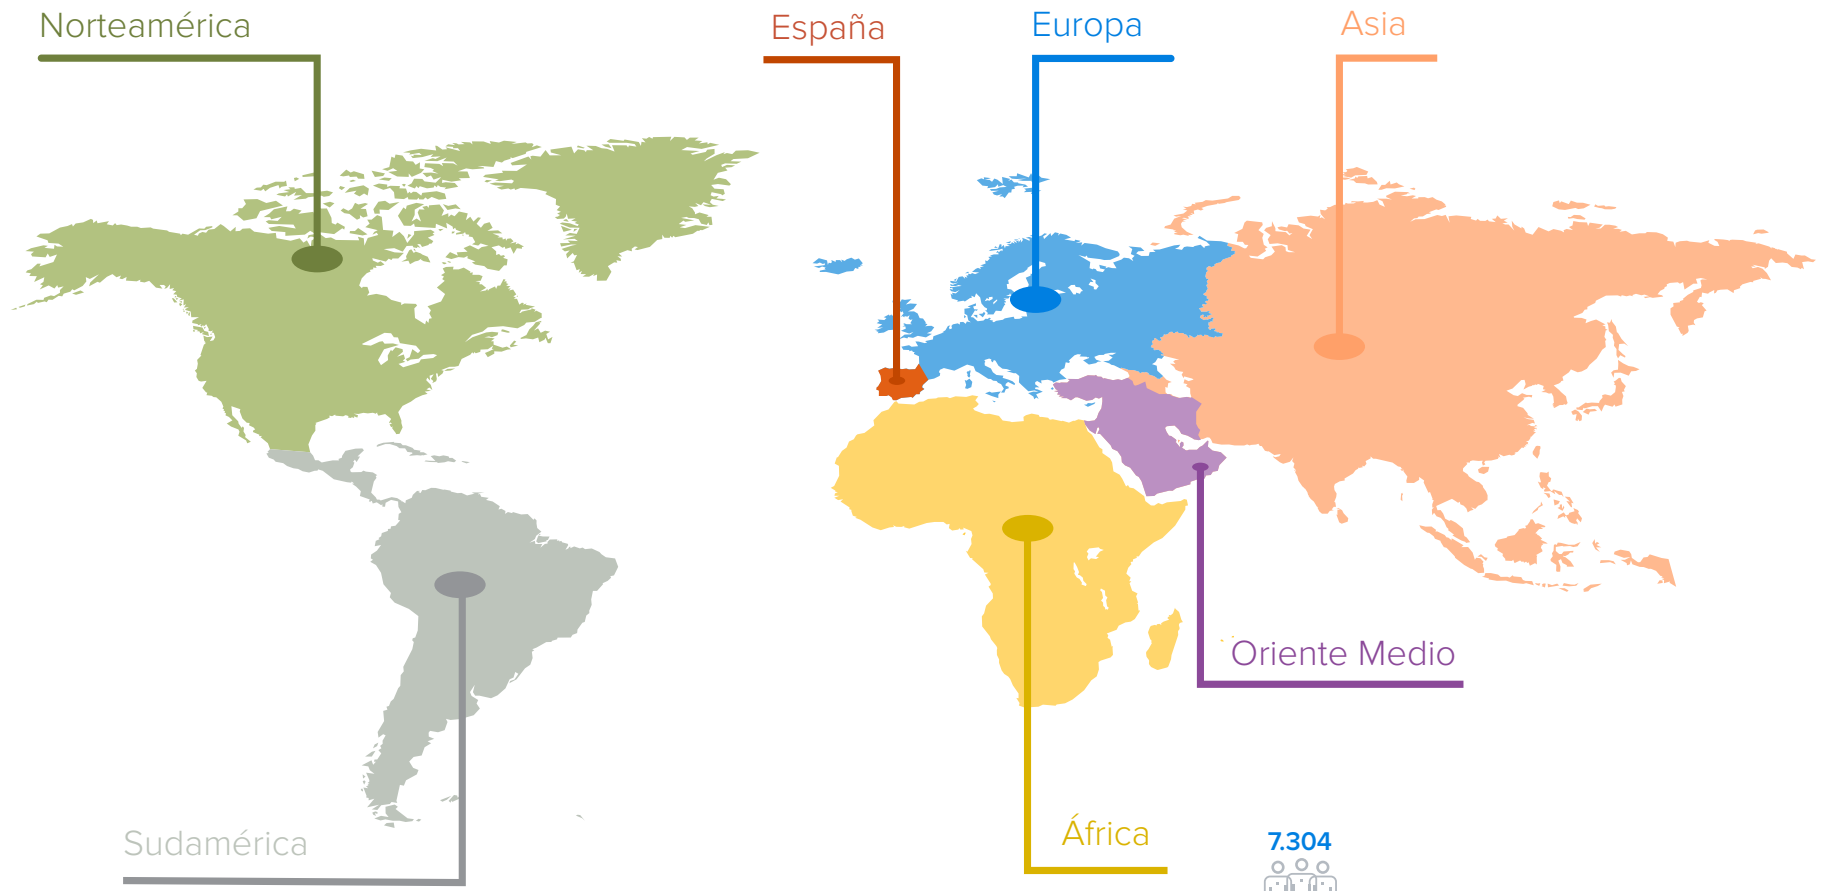 Norteamérica
España
Europa
Asia
Oriente Medio
África
Sudamérica
7.304